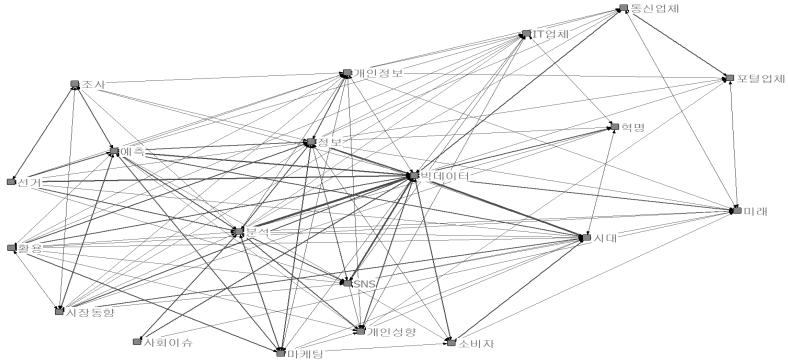 통신업체
IT업체
개인정보
포털업체
조사
혁명
정보
예측
빅데이터
선거
미래
분석
시대
활용
SNS
시장동향
개인성향
사회이슈
소비자
마케팅